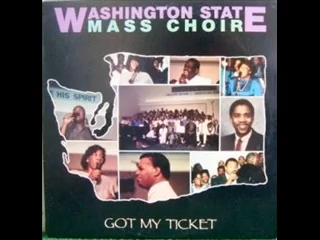 WASHINGTON STATE
MASS CHOIR
HIS SPIRIT
GOT MY TICKET